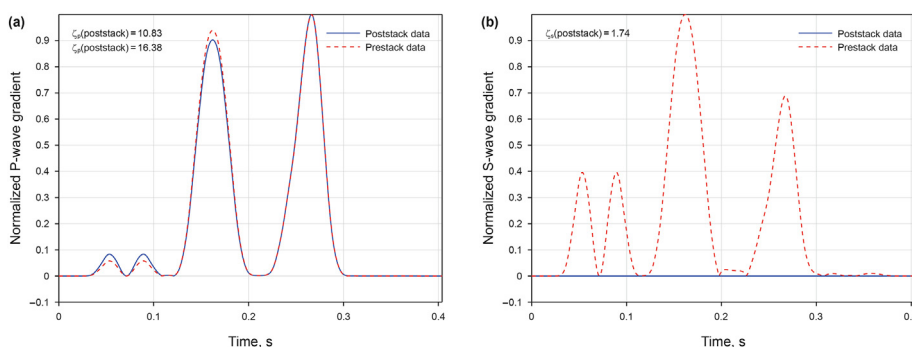 (a)
ζsp(poststack) = 10.83
ζsp(poststack) = 16.38
Poststack data
Prestack data
Normalized P-wave gradient
0.9
0.8
0.7
0.6
0.5
0.4
0.3
0.2
0.1
0
−0.1
0
0.1
0.2
0.3
0.4
Time, s
(b)
(poststack) = 1.74
Poststack data
Prestack data
Normalized S-wave gradient
0.9
0.8
0.7
0.6
0.5
0.4
0.3
0.2
0.1
0
−0.1
0
0.1
0.2
0.3
0.4
Time, s